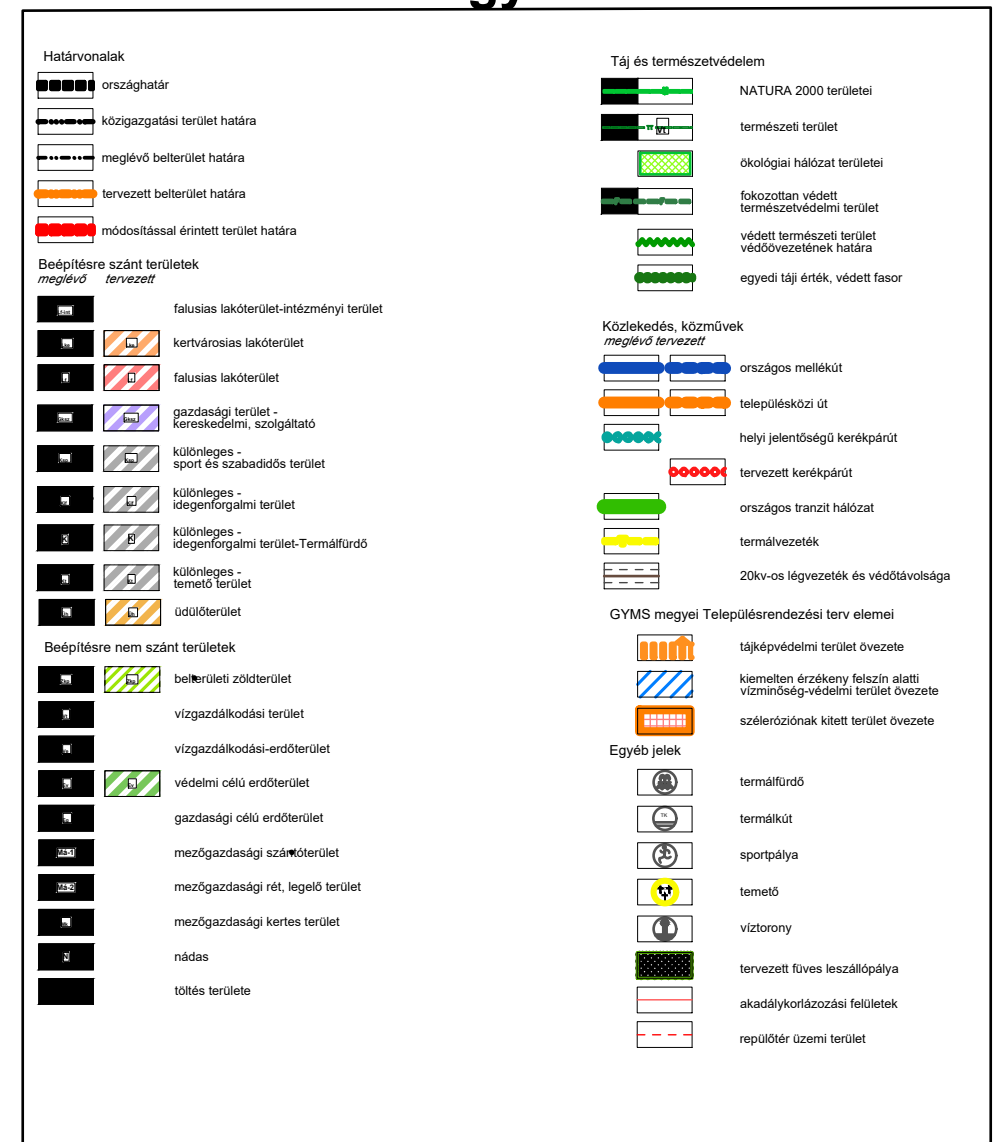 gy
Határvonalak
országhatár
közigazgatási terület határa
meglévő belterület határa
tervezett belterület határa
módosítással érintett terület határa
Beépítésre szánt területek
meglévő tervezett
falusias lakóterület-intézményi terület
kertvárosias lakóterület
falusias lakóterület
gazdasági terület -
kereskedelmi, szolgáltató
különleges -
sport és szabadidős terület
különleges -
idegenforgalmi terület
K K
különleges -
idegenforgalmi terület-Termálfürdő
különleges -
temető terület
üdülőterület
Beépítésre nem szánt területek
belterületi zöldterület
vízgazdálkodási terület
vízgazdálkodási-erdőterület
védelmi célú erdőterület
gazdasági célú erdőterület
Má-1 mezőgazdasági szántóterület
Má-2 mezőgazdasági rét, legelő terület
mezőgazdasági kertes terület
N nádas
töltés területe
Táj és természetvédelem
NATURA 2000 területei
természeti terület
ökológiai hálózat területei
fokozottan védett
természetvédelmi terület
védett természeti terület
védőövezetének határa
egyedi táji érték, védett fasor
Közlekedés, közművek
meglévő tervezett
országos mellékút
településközi út
helyi jelentőségű kerékpárút
tervezett kerékpárút
országos tranzit hálózat
termálvezeték
20kv-os légvezeték és védőtávolsága
GYMS megyei Településrendezési terv elemei
tájképvédelmi terület övezete
kiemelten érzékeny felszín alatti
vízminőség-védelmi terület övezete
széleróziónak kitett terület övezete
Egyéb jelek
termálfürdő
TK termálkút
sportpálya
temető
víztorony
tervezett füves leszállópálya
akadálykorlázozási felületek
repülőtér üzemi terület